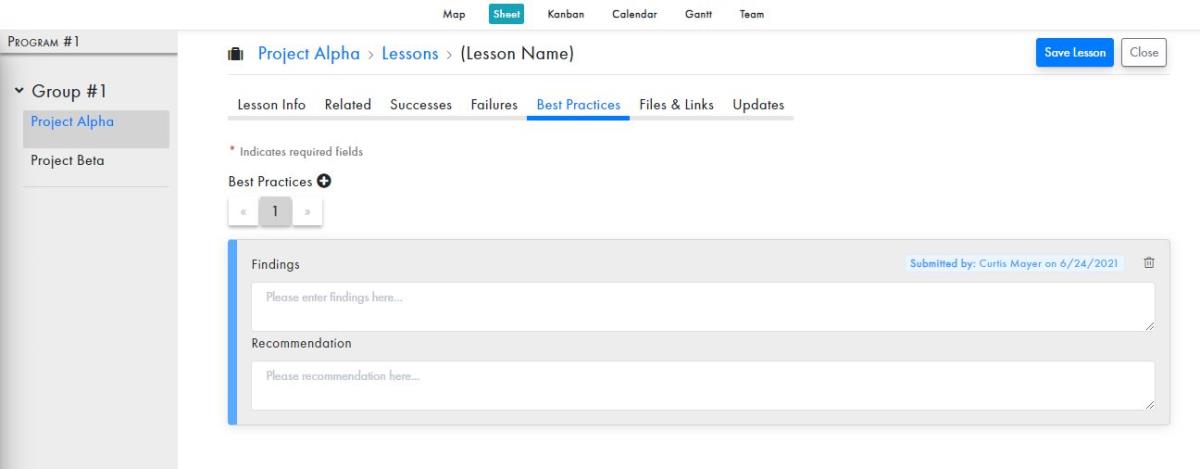 Map Sheet Kanban Calendar Gantt Team
PROGRAM #1
Group #1
Project Alpha
Project Beta
Project Alpha > Lessons > (Lesson Name)
Save Lesson Close
Lesson Info Related Successes Failures Best Practices Files & Links Updates
* Indicates required fields
Best Practices
« 1 »
Findings
Submitted by: Curtis Mayer on 6/24/2021
Please enter findings here...
Recommendation
Please recommendation here...